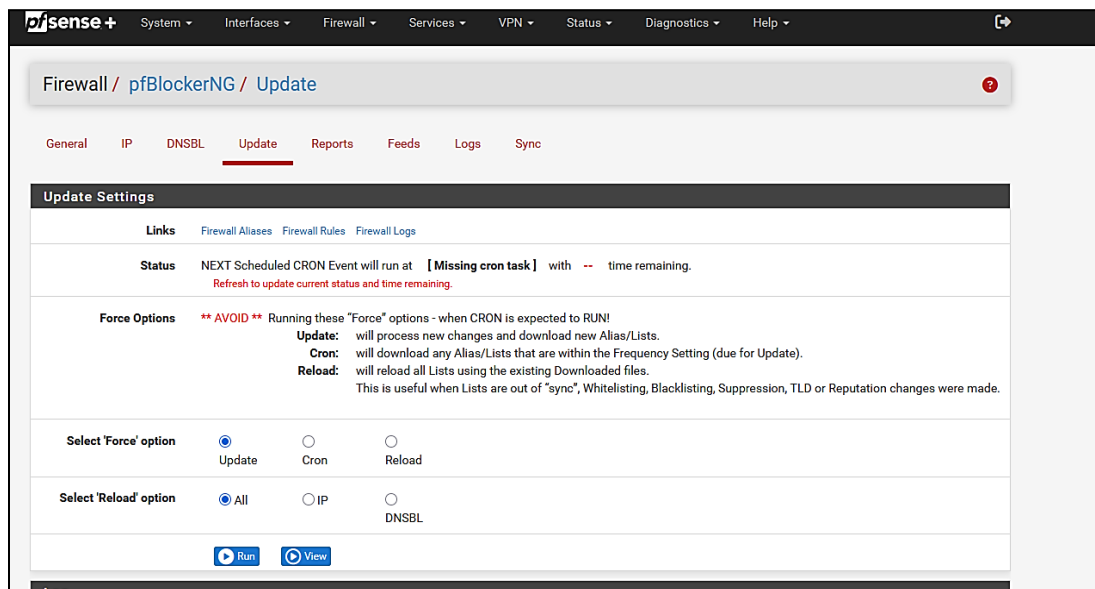 pfsense + System Interfaces Firewall Services VPN Status Diagnostics Help
Firewall / pfBlockerNG / Update ?
General IP DNSBL Update Reports Feeds Logs Sync
Update Settings
Links Firewall Aliases Firewall Rules Firewall Logs
Status NEXT Scheduled CRON Event will run at [ Missing cron task ] with -- time remaining.
Refresh to update current status and time remaining.
Force Options ** AVOID ** Running these "Force" options - when CRON is expected to RUN!
Update: will process new changes and download new Alias/Lists.
Cron: will download any Alias/Lists that are within the Frequency Setting (due for Update).
Reload: will reload all Lists using the existing Downloaded files.
This is useful when Lists are out of "sync", Whitelisting, Blacklisting, Suppression, TLD or Reputation changes were made.
Select 'Force' option
Update Cron Reload
Select 'Reload' option All IP
DNSBL
Run View